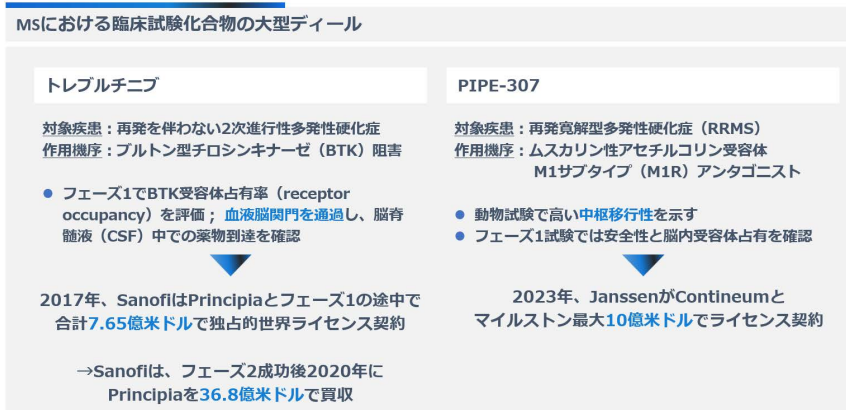 MSにおける臨床試験化合物の大型ディール
トレブルチニブ
対象疾患：再発を伴わない2次進行性多発性硬化症
作用機序：ブルトン型チロシンキナーゼ（BTK）阻害
● フェーズ1でBTK受容体占有率（receptor
occupancy）を評価； 血液脳関門を通過し、脳脊
髄液（CSF）中での薬物到達を確認
2017年、SanofiはPrincipiaとフェーズ1の途中で
合計7.65億米ドルで独占的世界ライセンス契約
→Sanofiは、フェーズ2成功後2020年に
Principiaを36.8億米ドルで買収
PIPE-307
対象疾患：再発寛解型多発性硬化症（RRMS）
作用機序：ムスカリン性アセチルコリン受容体
M1サブタイプ（M1R）アンタゴニスト
● 動物試験で高い中枢移行性を示す
● フェーズ1試験では安全性と脳内受容体占有を確認
2023年、JanssenがContineumと
マイルストン最大10億米ドルでライセンス契約